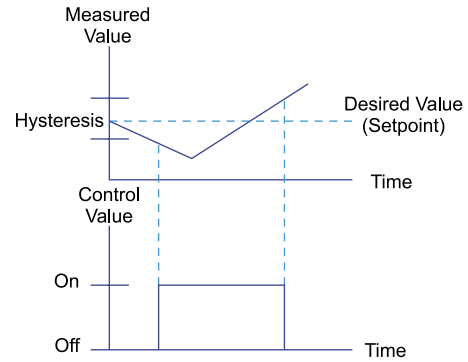 Measured
Value
Hysteresis
Desired Value
(Setpoint)
Time
Control
Value
On
Off
Time